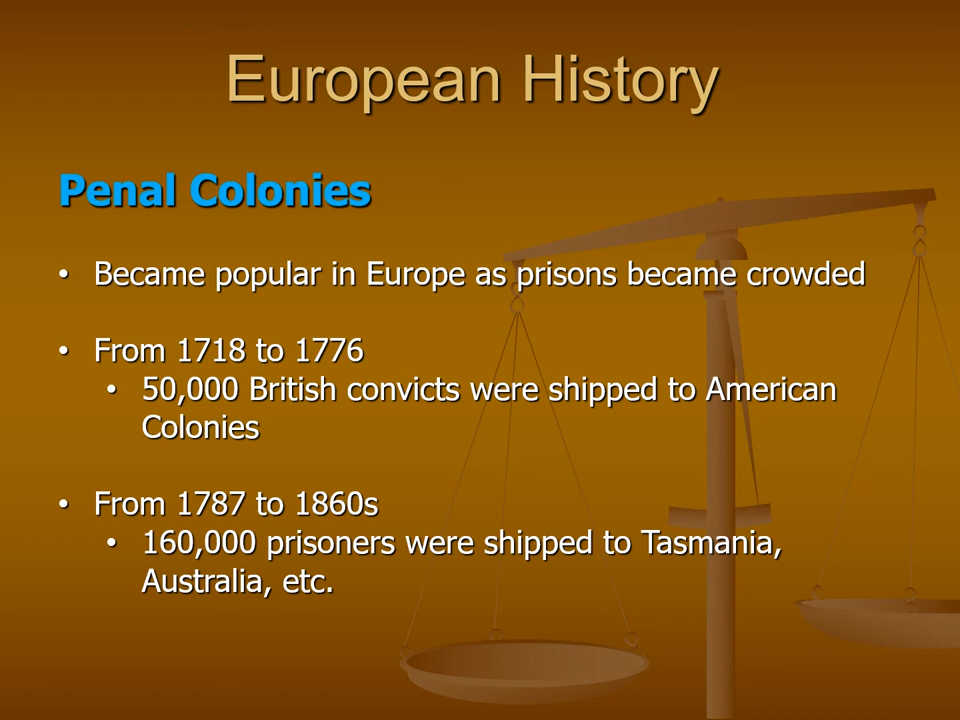 European History
Penal Colonies
• Became popular in Europe as prisons became crowded
• From 1718 to 1776
• 50,000 British convicts were shipped to American
Colonies
• From 1787 to 1860s
• 160,000 prisoners were shipped to Tasmania,
Australia, etc.